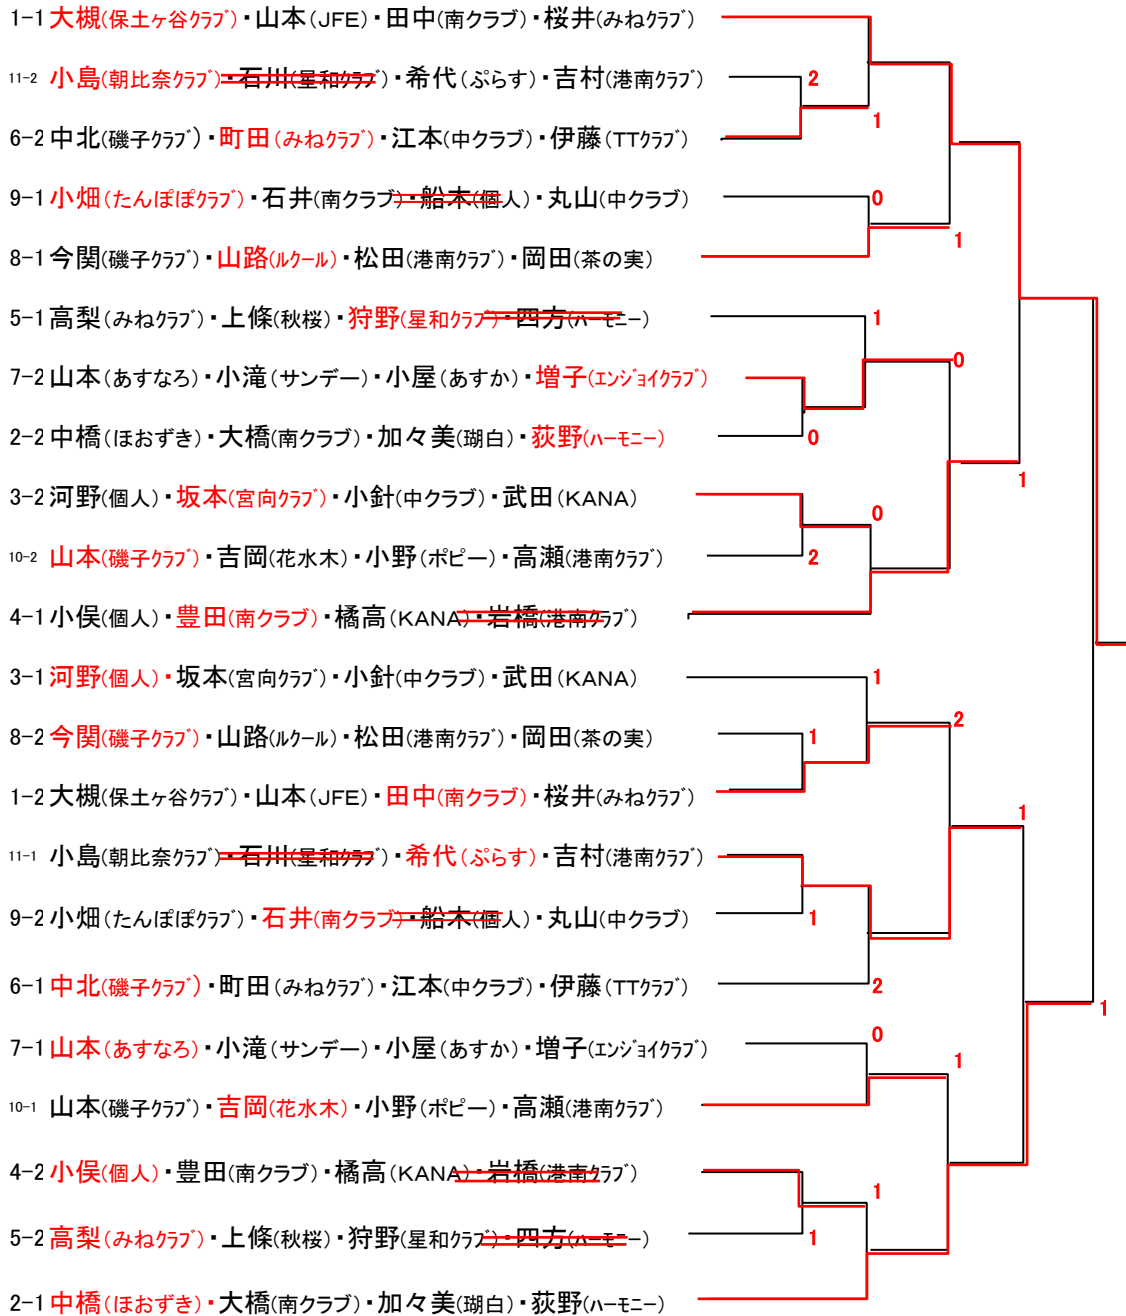 1-1 大槻(保土ヶ谷クラブ)・山本(JFE)・田中(南クラブ)・桜井(みねクラブ)
11-2 小島(朝比奈クラブ)・石川(星和クラブ)・希代(ぷらす)・吉村(港南クラブ) 2
1
6-2 中北(磯子クラブ)・町田(みねクラブ)・江本(中クラブ)・伊藤(TTクラブ)
9-1 小畑(たんぽぽクラブ)・石井(南クラブ)・船木(個人)・丸山(中クラブ) 0
1
8-1 今関(磯子クラブ)・山路(ルクール)・松田(港南クラブ)・岡田(茶の実)
5-1 高梨(みねクラブ)・上條(秋桜)・狩野(星和クラブ)・四方(ハーモニー) 1
0
7-2 山本(あすなろ)・小滝(サンデー)・小屋(あすか)・増子(エンジョイクラブ)
2-2 中橋(ほおずき)・大橋(南クラブ)・加々美(瑚白)・荻野(ハーモニー) 0
1
3-2 河野(個人)・坂本(宮向クラブ)・小針(中クラブ)・武田(KANA)
0
10-2 山本(磯子クラブ)・吉岡(花水木)・小野(ポピー)・高瀬(港南クラブ) 2
4-1 小俣(個人)・豊田(南クラブ)・橘高(KANA)・岩橋(港南クラブ)
3-1 河野(個人)・坂本(宮向クラブ)・小針(中クラブ)・武田(KANA) 1
2
8-2 今関(磯子クラブ)・山路(ルクール)・松田(港南クラブ)・岡田(茶の実) 1
1-2 大槻(保土ヶ谷クラブ)・山本(JFE)・田中(南クラブ)・桜井(みねクラブ)
1
11-1 小島(朝比奈クラブ)・石川(星和クラブ)・希代(ぷらす)・吉村(港南クラブ)
9-2 小畑(たんぽぽクラブ)・石井(南クラブ)・船木(個人)・丸山(中クラブ) 1
6-1 中北(磯子クラブ)・町田(みねクラブ)・江本(中クラブ)・伊藤(TTクラブ) 2
1
7-1 山本(あすなろ)・小滝(サンデー)・小屋(あすか)・増子(エンジョイクラブ) 0
1
10-1 山本(磯子クラブ)・吉岡(花水木)・小野(ポピー)・高瀬(港南クラブ)
4-2 小俣(個人)・豊田(南クラブ)・橘高(KANA)・岩橋(港南クラブ)
1
5-2 高梨(みねクラブ)・上條(秋桜)・狩野(星和クラブ)・四方(ハーモニー) 1
2-1 中橋(ほおずき)・大橋(南クラブ)・加々美(瑚白)・荻野(ハーモニー)